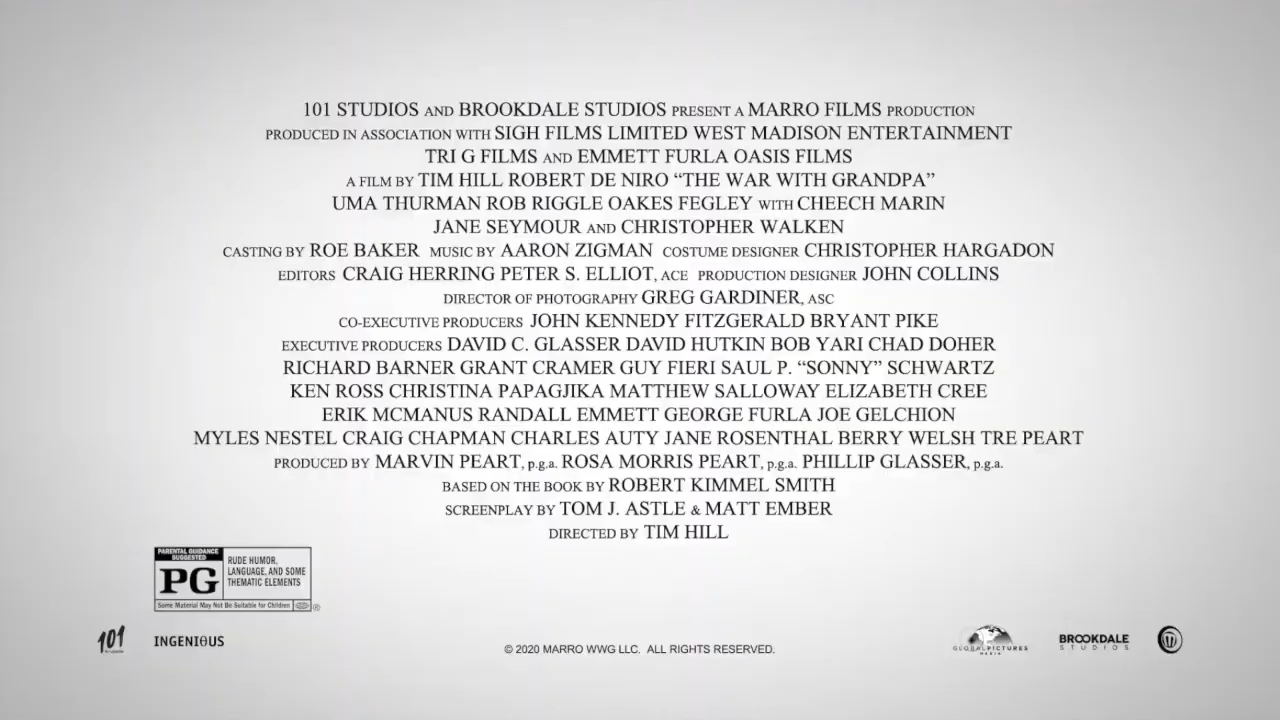 101 STUDIOS AND BROOKDALE STUDIOS PRESENT A MARRO FILMS PRODUCTION
PRODUCED IN ASSOCIATION WITH SIGH FILMS LIMITED WEST MADISON ENTERTAINMENT
TRI G FILMS AND EMMETT FURLA OASIS FILMS
A FILM BY TIM HILL ROBERT DE NIRO “THE WAR WITH GRANDPA”
UMA THURMAN ROB RIGGLE OAKES FEGLEY WITH CHEECH MARIN
JANE SEYMOUR AND CHRISTOPHER WALKEN
CASTING BY ROE BAKER MUSIC BY AARON ZIGMAN COSTUME DESIGNER CHRISTOPHER HARGADON
EDITORS CRAIG HERRING PETER S. ELLIOT, ACE PRODUCTION DESIGNER JOHN COLLINS
DIRECTOR OF PHOTOGRAPHY GREG GARDINER, ASC
CO-EXECUTIVE PRODUCERS JOHN KENNEDY FITZGERALD BRYANT PIKE
EXECUTIVE PRODUCERS DAVID C. GLASSER DAVID HUTKIN BOB YARI CHAD DOHER
RICHARD BARNER GRANT CRAMER GUY FIERI SAUL P. “SONNY” SCHWARTZ
KEN ROSS CHRISTINA PAPAGJIKA MATTHEW SALLOWAY ELIZABETH CREE
ERIK MCMANUS RANDALL EMMETT GEORGE FURLA JOE GELCHION
MYLES NESTEL CRAIG CHAPMAN CHARLES AUTY JANE ROSENTHAL BERRY WELSH TRE PEART
PRODUCED BY MARVIN PEART, p.g.a. ROSA MORRIS PEART, p.g.a. PHILLIP GLASSER, p.g.a.
BASED ON THE BOOK BY ROBERT KIMMEL SMITH
SCREENPLAY BY TOM J. ASTLE & MATT EMBER
DIRECTED BY TIM HILL
PARENTAL GUIDANCE SUGGESTED
PG
RUDE HUMOR,
LANGUAGE, AND SOME
THEMATIC ELEMENTS
Some Material May Not Be Suitable for Children ®
101
INGENIOUS
© 2020 MARRO WWG LLC. ALL RIGHTS RESERVED.
GLOBAL PICTURES
MEDIA
BROOKDALE
STUDIOS